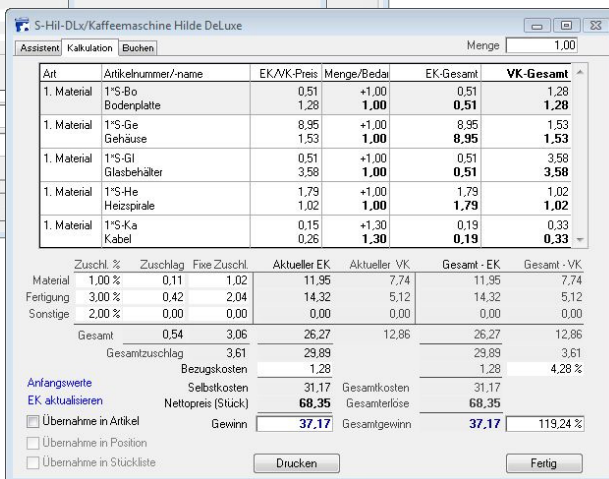 S-Hil-DLx/Kaffeemaschine Hilde DeLuxe
Assistent Kalkulation Buchen Menge 1,00
Art Artikelnummer/-name EK/VK-Preis Menge/Bedar EK-Gesamt VK-Gesamt
1. Material 1*S-Bo 0,51 +1,00 0,51 1,28
Bodenplatte 1,28 1,00 0,51 1,28
1. Material 1*S-Ge 8,95 +1,00 8,95 1,53
Gehäuse 1,53 1,00 8,95 1,53
1. Material 1*S-Gl 0,51 +1,00 0,51 3,58
Glasbehälter 3,58 1,00 0,51 3,58
1. Material 1*S-He 1,79 +1,00 1,79 1,02
Heizspirale 1,02 1,00 1,79 1,02
1. Material 1*S-Ka 0,15 +1,30 0,19 0,33
Kabel 0,26 1,30 0,19 0,33
Zuschl. % Zuschlag Fixe Zuschl. Aktueller EK Aktueller VK Gesamt - EK Gesamt - VK
Material 1,00 % 0,11 1,02 11,95 7,74 11,95 7,74
Fertigung 3,00 % 0,42 2,04 14,32 5,12 14,32 5,12
Sonstige 2,00 % 0,00 0,00 0,00 0,00 0,00 0,00
Gesamt 0,54 3,06 26,27 12,86 26,27 12,86
Gesamtzuschlag 3,61 29,89 29,89 3,61
Bezugskosten 1,28 1,28 4,28 %
Anfangswerte Selbstkosten 31,17 Gesamtkosten 31,17
EK aktualisieren Nettopreis (Stück) 68,35 Gesamterlöse 68,35
Übernahme in Artikel Gewinn 37,17 Gesamtgewinn 37,17 119,24 %
Übernahme in Position
Übernahme in Stückliste Drucken Fertig